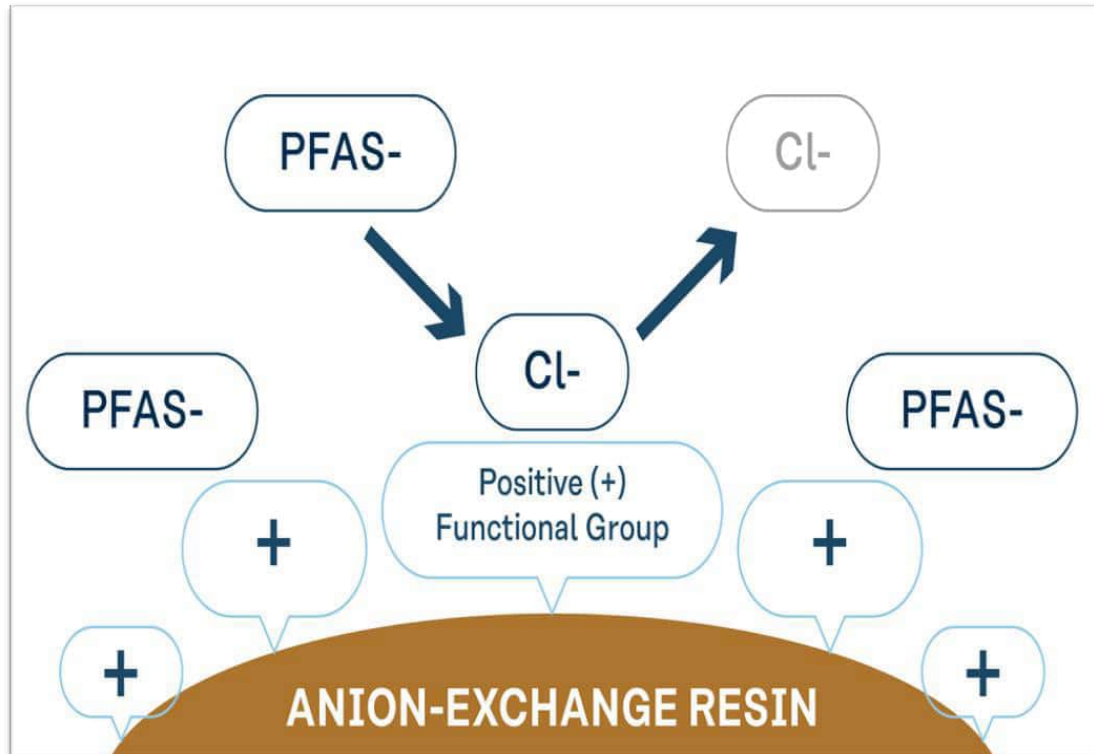 PFAS-
Cl-
Cl-
PFAS-
PFAS-
Positive (+)
Functional Group
+
+
+
+
ANION-EXCHANGE RESIN